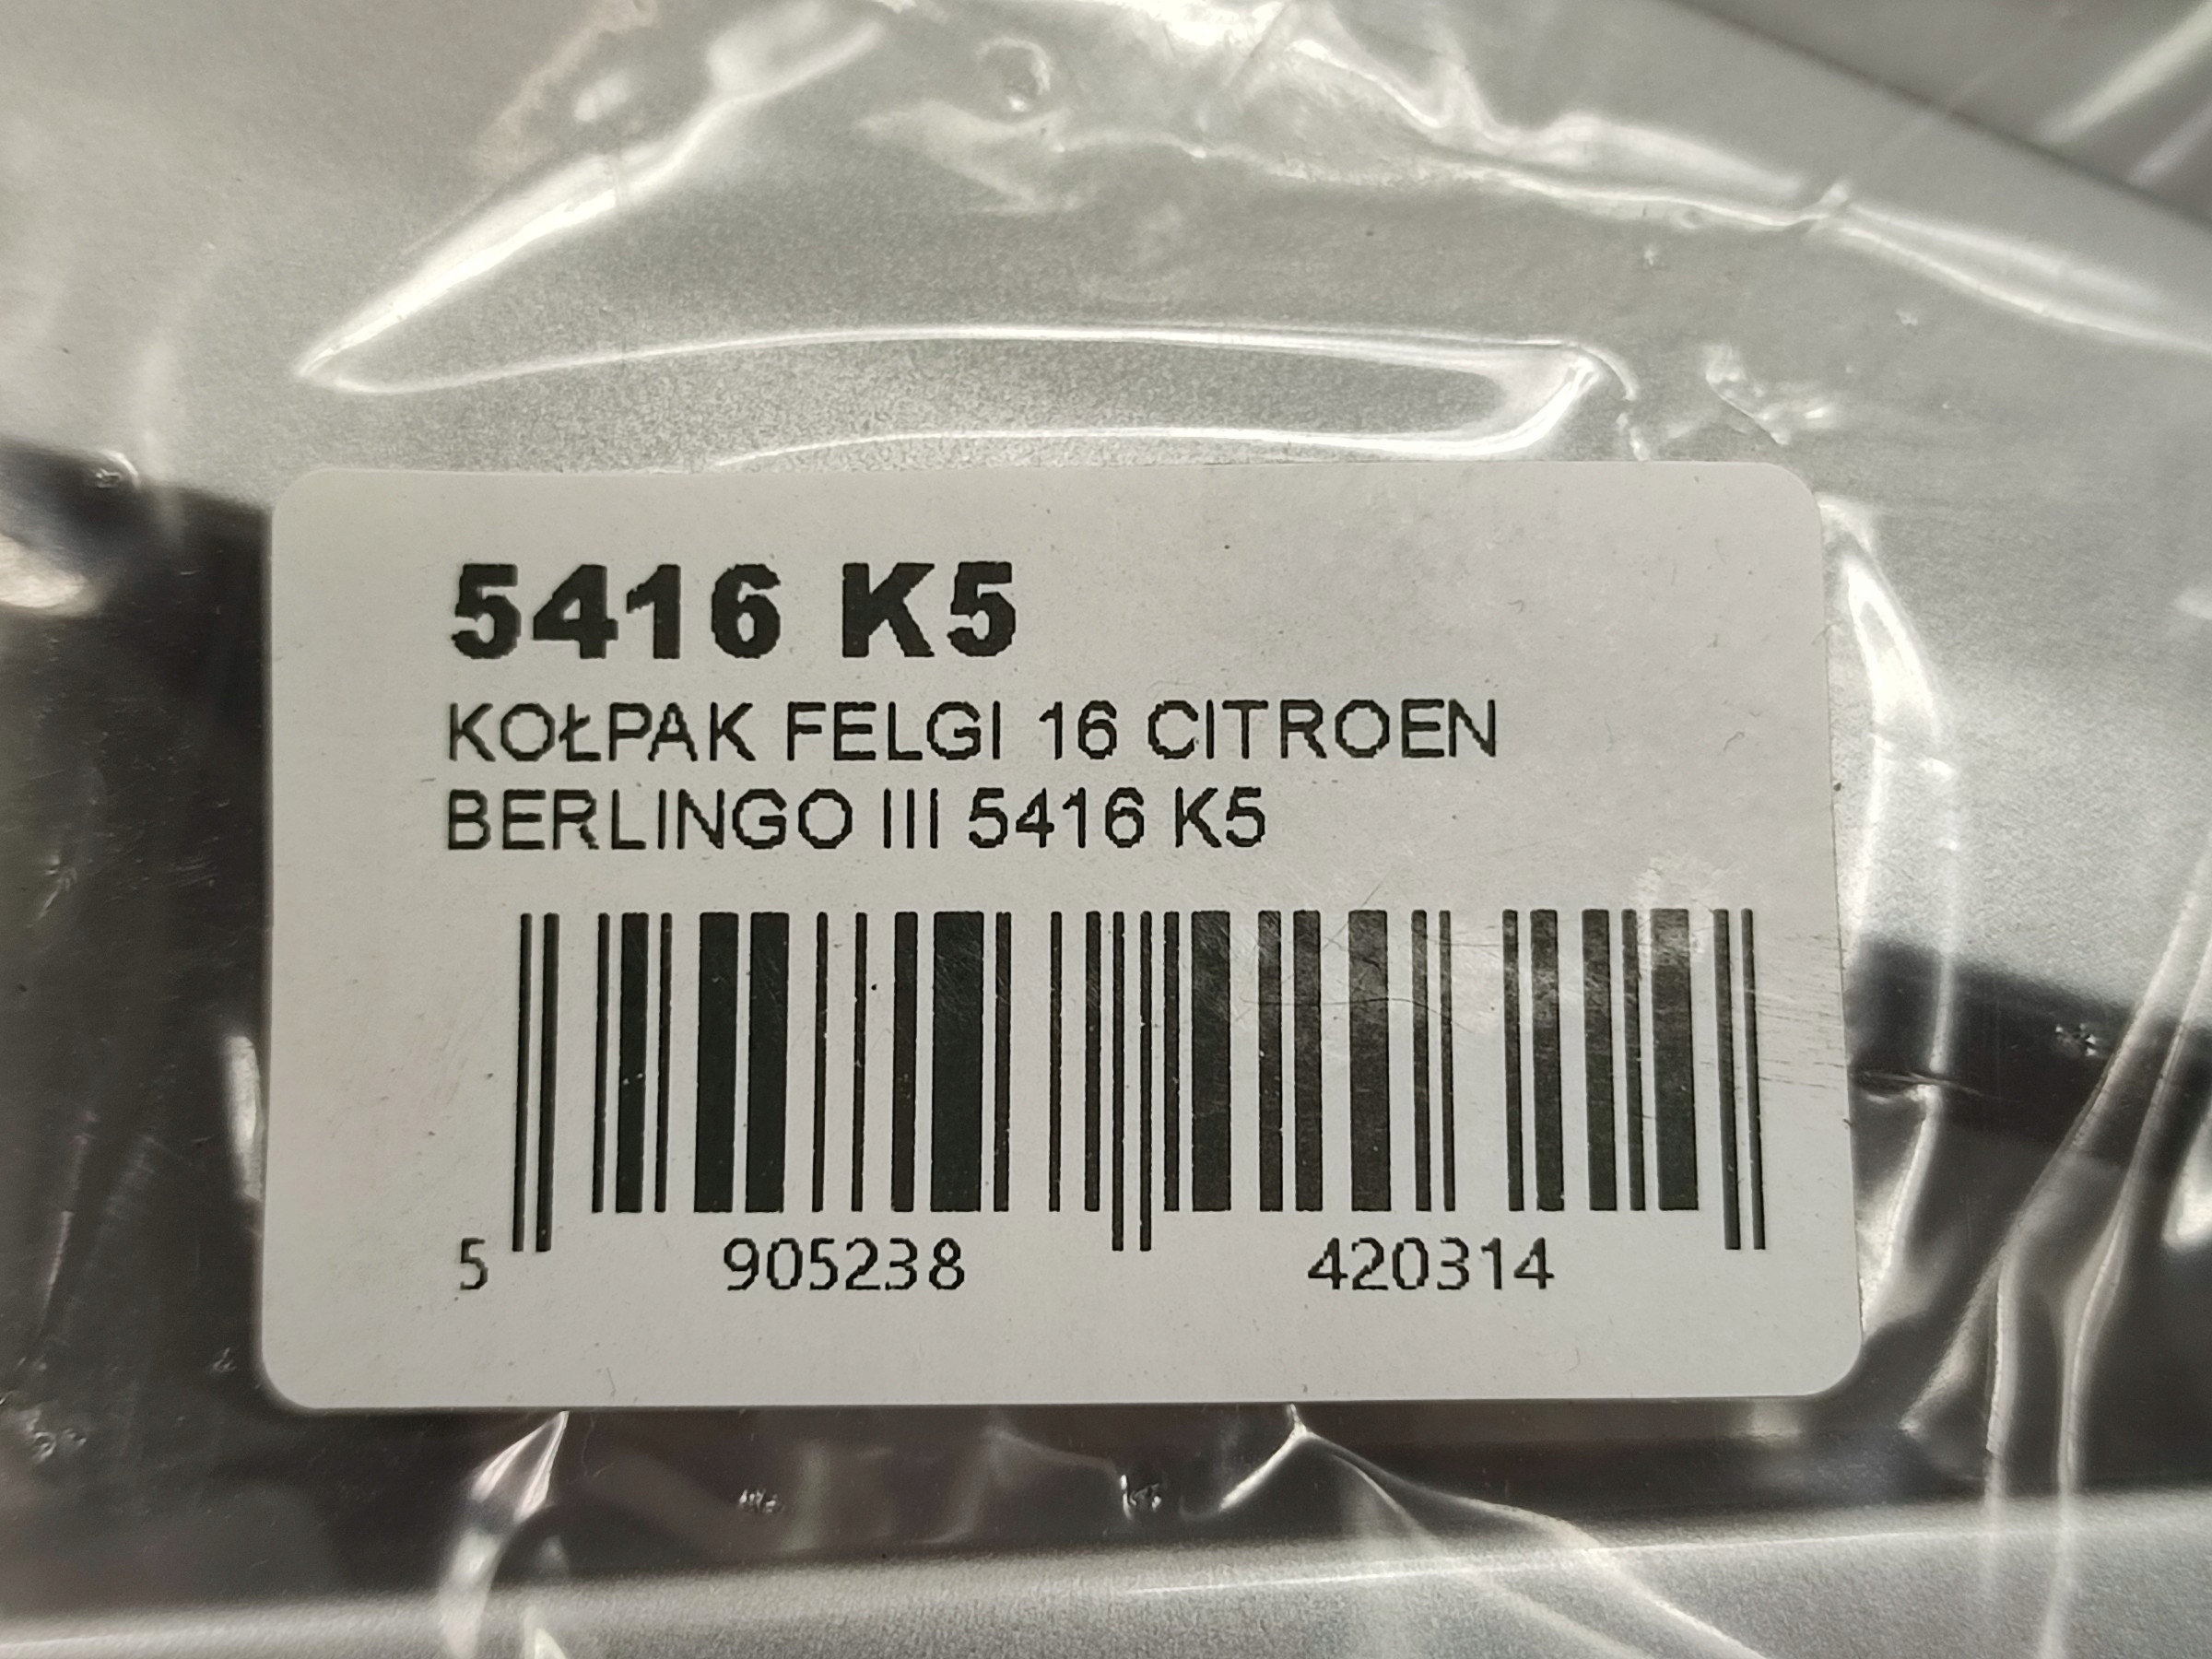 5416 K5
KOŁPAK FELGI 16 CITROEN
BERLINGO III 5416 K5
5 905238 420314